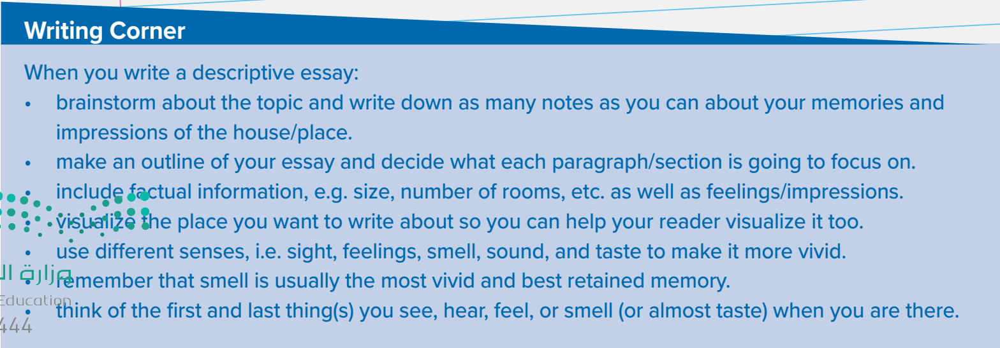 Writing Corner
When you write a descriptive essay:
• brainstorm about the topic and write down as many notes as you can about your memories and
impressions of the house/place.
• make an outline of your essay and decide what each paragraph/section is going to focus on.
• include factual information, e.g. size, number of rooms, etc. as well as feelings/impressions.
• visualize the place you want to write about so you can help your reader visualize it too.
• use different senses, i.e. sight, feelings, smell, sound, and taste to make it more vivid.
• remember that smell is usually the most vivid and best retained memory.
• think of the first and last thing(s) you see, hear, feel, or smell (or almost taste) when you are there.
وزارة
Education
444